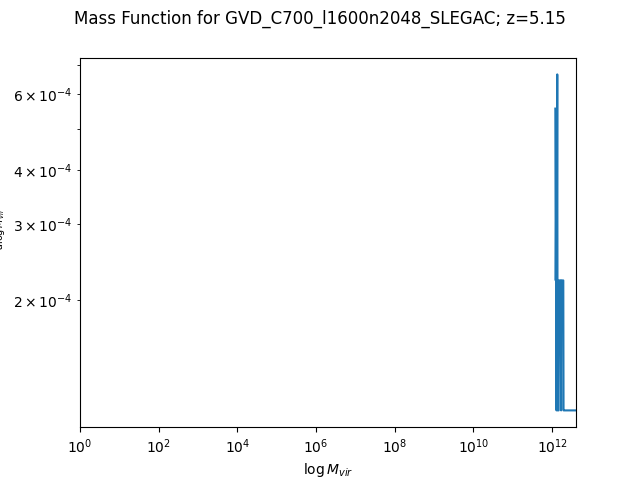 Mass Function for GVD_C700_l1600n2048_SLEGAC; z=5.15
6 × 10⁻⁴
4 × 10⁻⁴
3 × 10⁻⁴
2 × 10⁻⁴
10⁰ 10² 10⁴ 10⁶ 10⁸ 10¹⁰ 10¹²
log M_vir